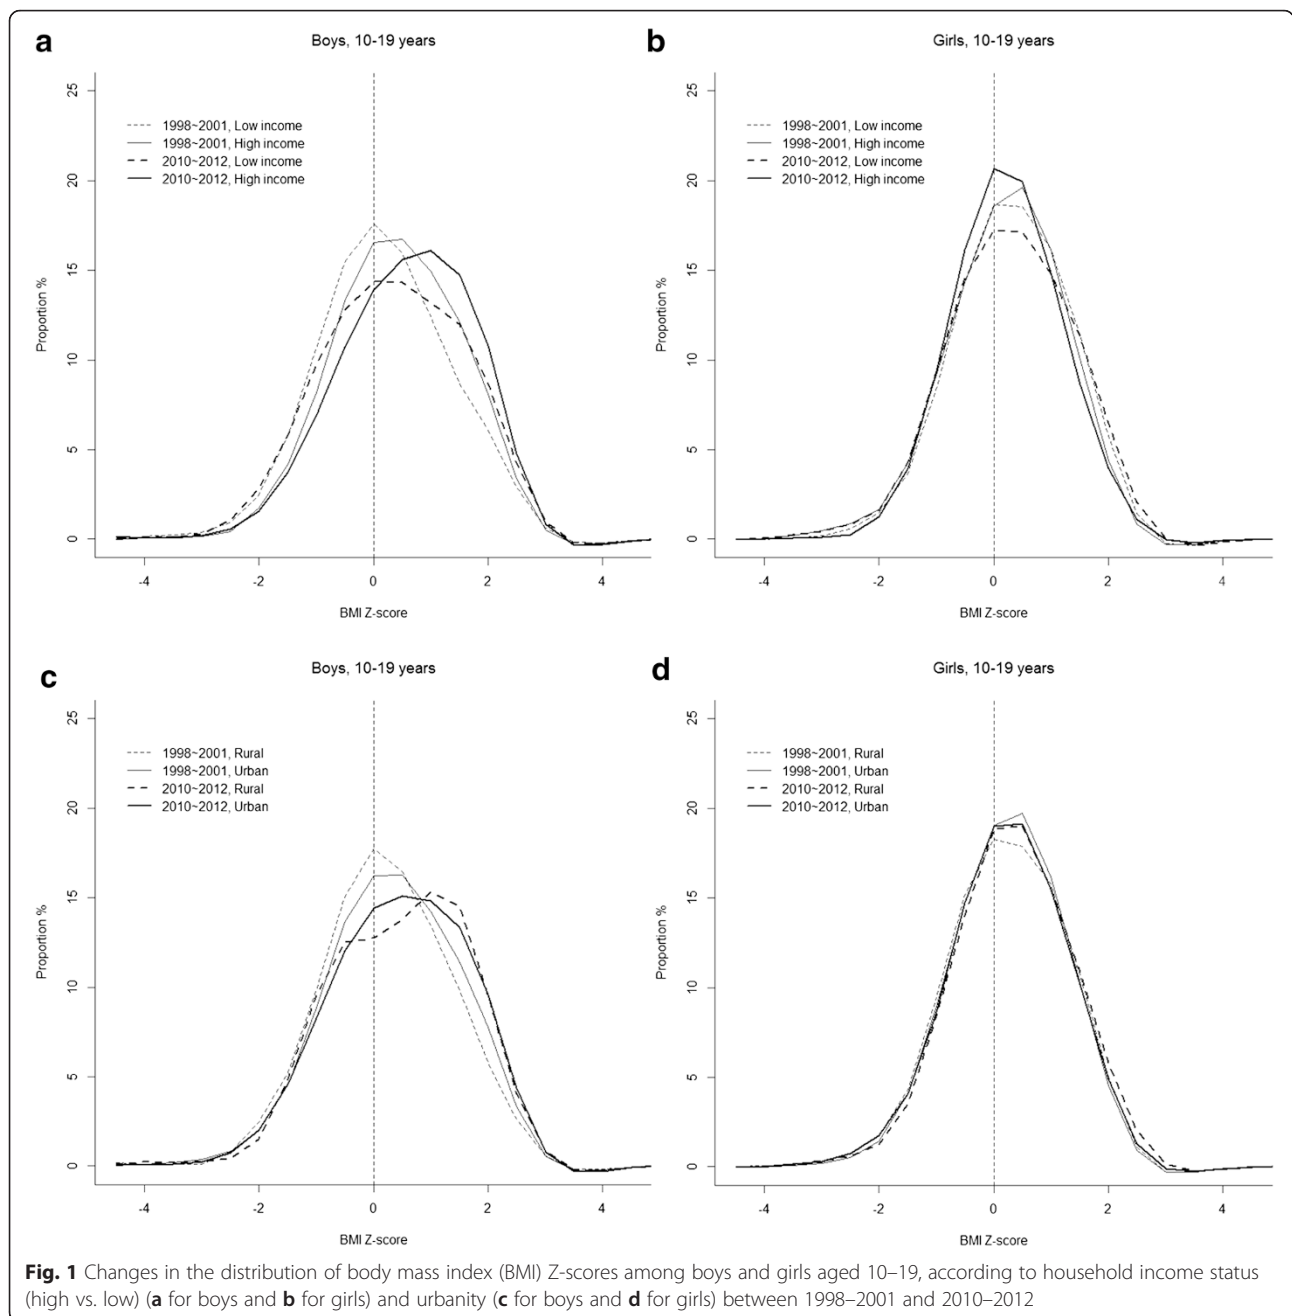 a
Boys, 10-19 years
25
20
15
10
5
0
Proportion %
1998~2001, Low income
1998~2001, High income
2010~2012, Low income
2010~2012, High income
-4
-2
0
2
4
BMI Z-score
b
Girls, 10-19 years
25
20
15
10
5
0
Proportion %
1998~2001, Low income
1998~2001, High income
2010~2012, Low income
2010~2012, High income
-4
-2
0
2
4
BMI Z-score
c
Boys, 10-19 years
25
20
15
10
5
0
Proportion %
1998~2001, Rural
1998~2001, Urban
2010~2012, Rural
2010~2012, Urban
-4
-2
0
2
4
BMI Z-score
d
Girls, 10-19 years
25
20
15
10
5
0
Proportion %
1998~2001, Rural
1998~2001, Urban
2010~2012, Rural
2010~2012, Urban
-4
-2
0
2
4
BMI Z-score
Fig. 1 Changes in the distribution of body mass index (BMI) Z-scores among boys and girls aged 10–19, according to household income status
(high vs. low) (a for boys and b for girls) and urbanity (c for boys and d for girls) between 1998–2001 and 2010–2012